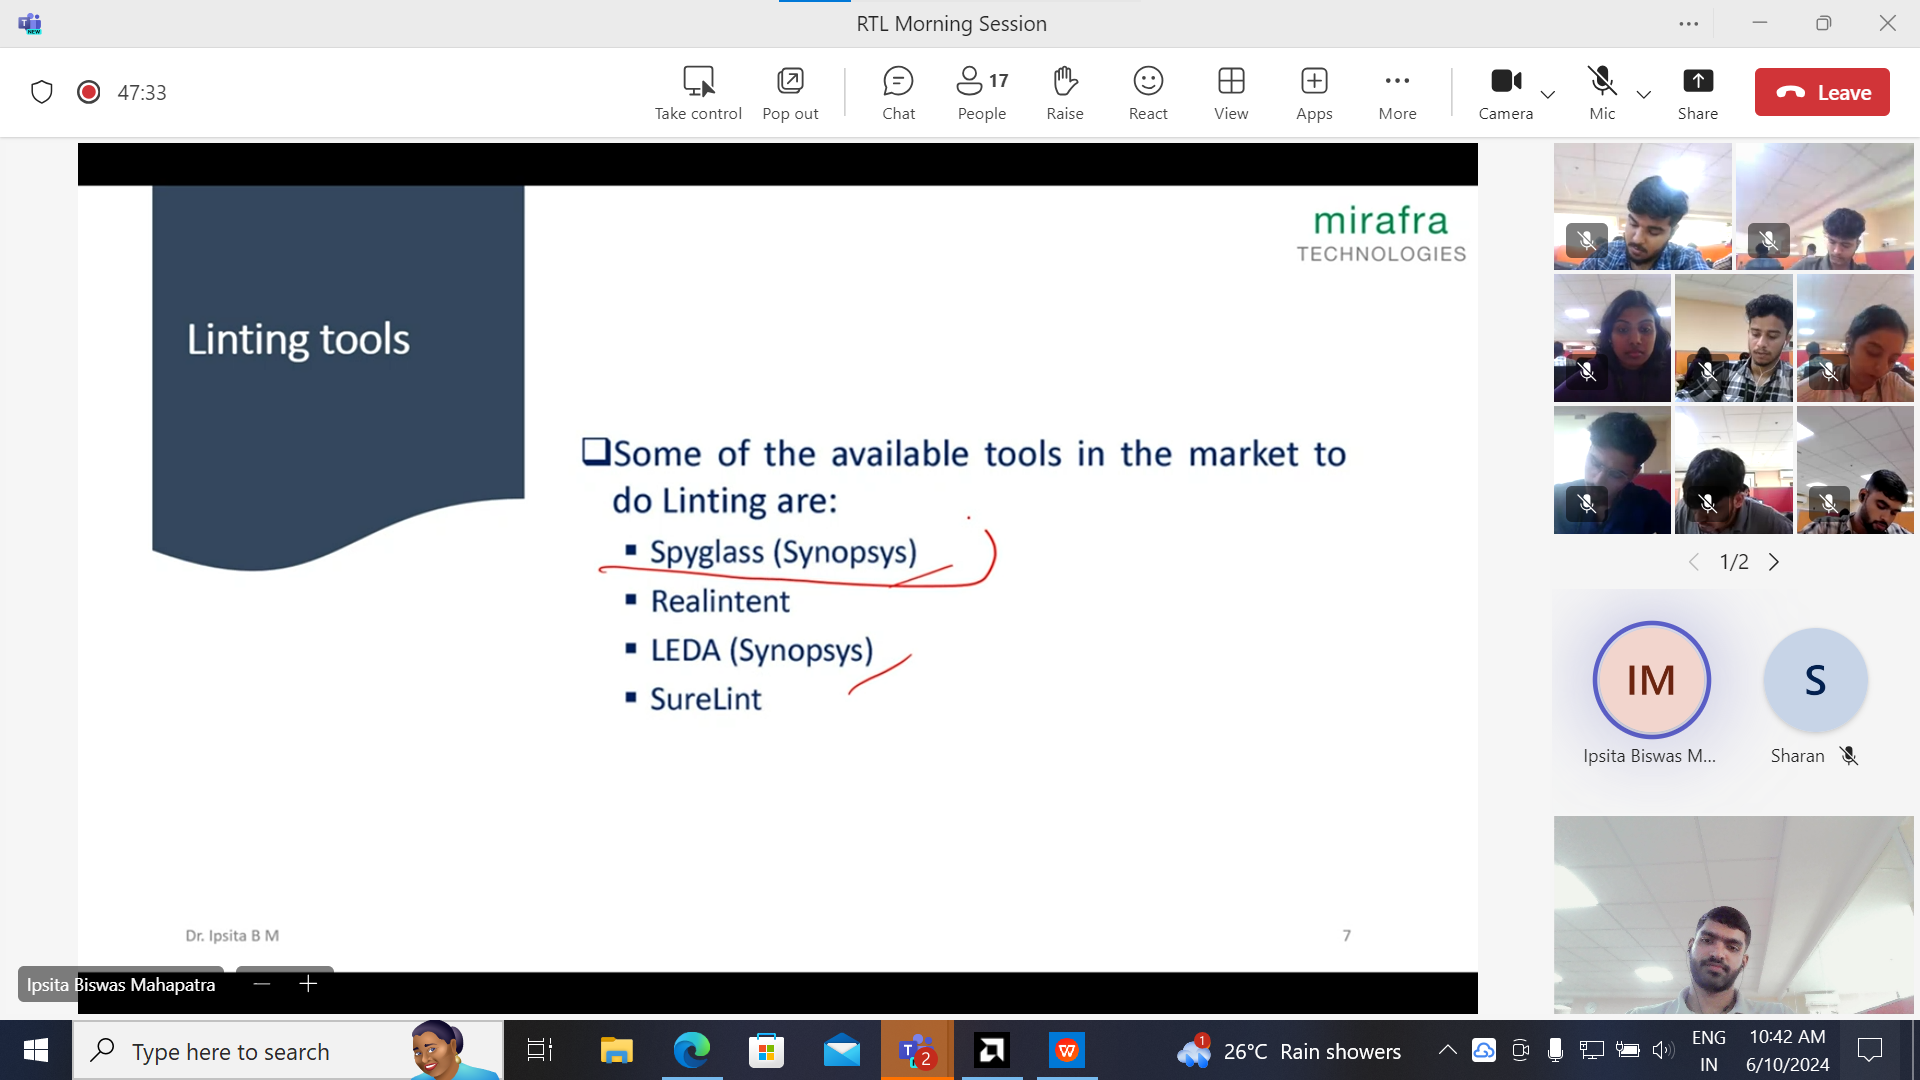 RTL Morning Session
47:33
Take control
Pop out
Chat
17
People
Raise
React
View
Apps
More
Camera
Mic
Share
Leave
mirafra
TECHNOLOGIES
Linting tools
Some of the available tools in the market to
do Linting are:
Spyglass (Synopsys)
Realintent
LEDA (Synopsys)
SureLint
Dr. Ipsita B M
7
Ipsita Biswas Mahapatra
1/2
IM
S
Ipsita Biswas M...
Sharan
Type here to search
NEW
T
2
W
1
26°C Rain showers
ENG
IN
10:42 AM
6/10/2024